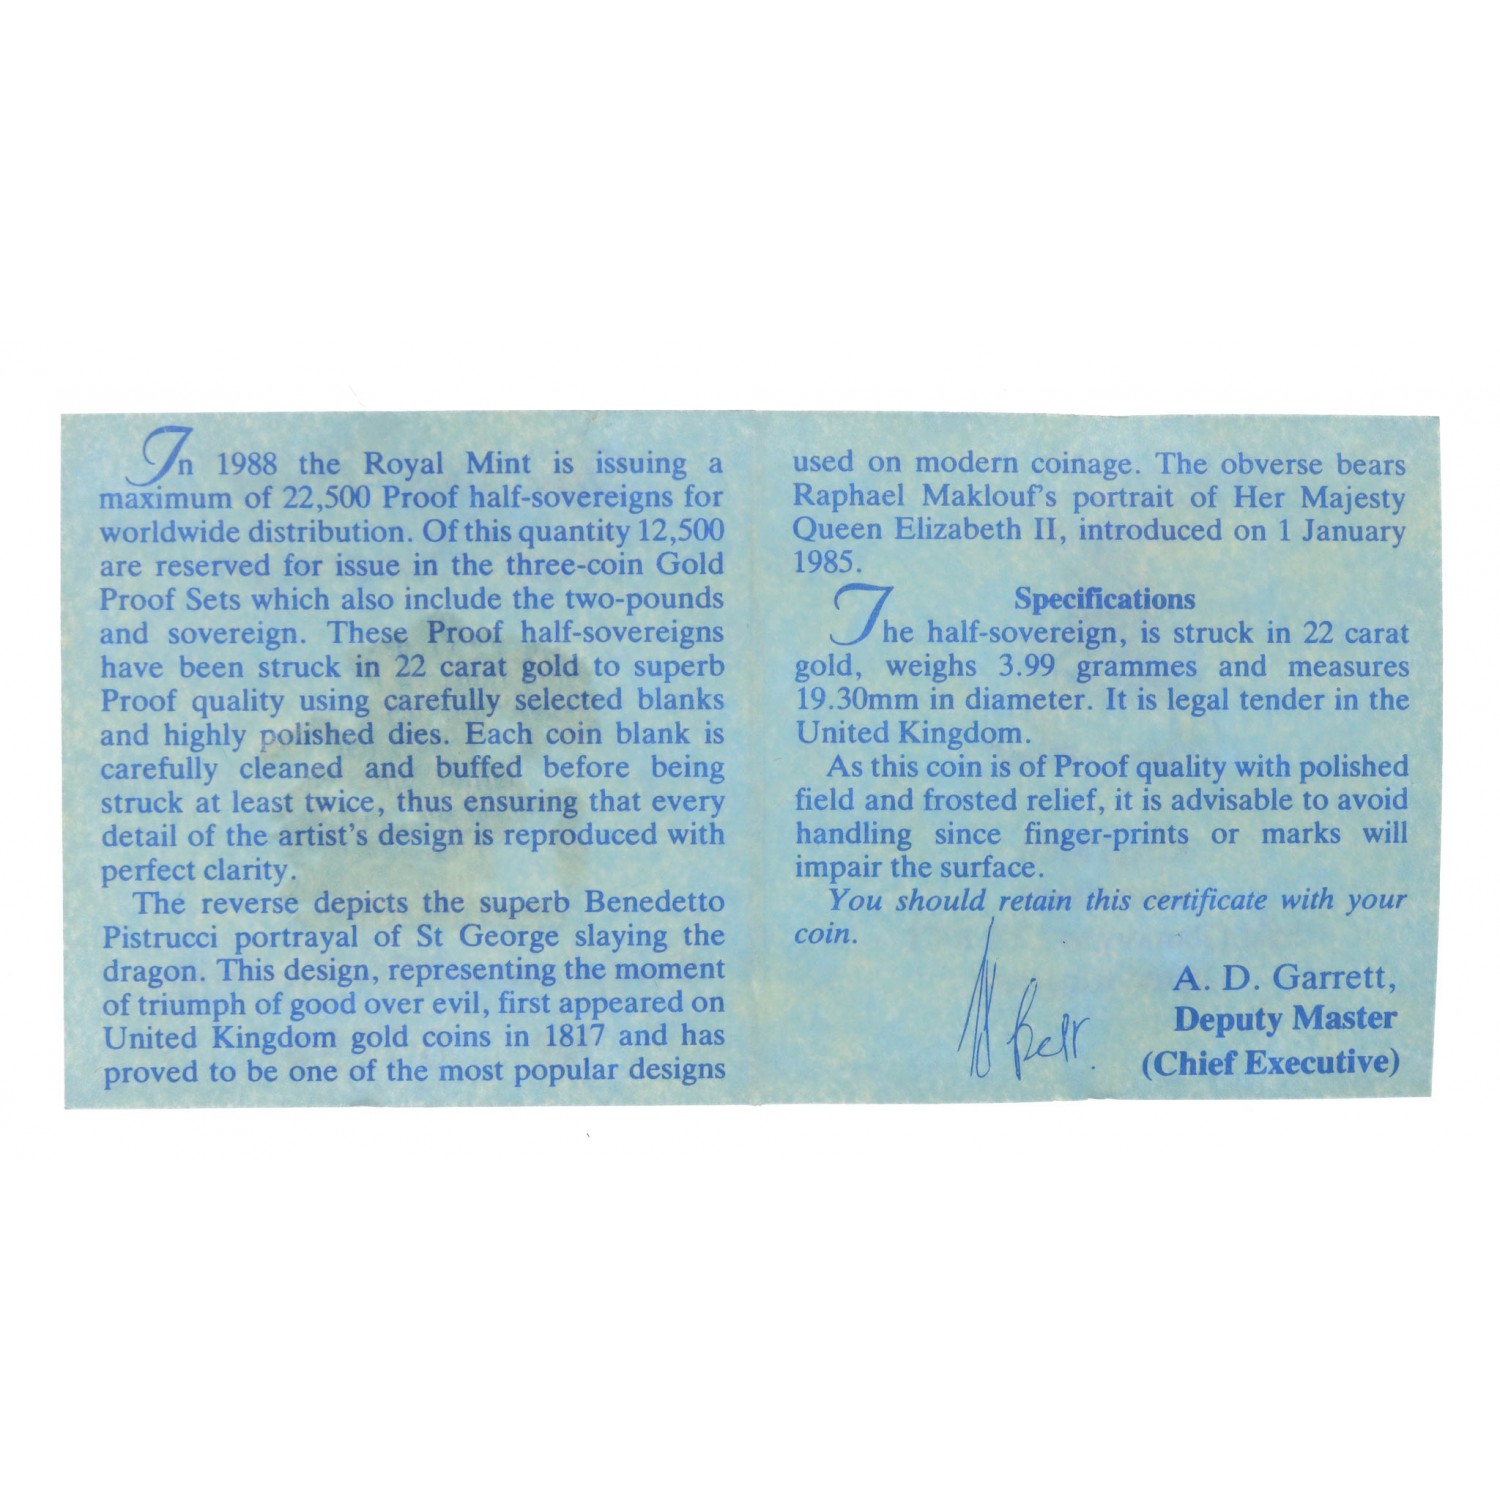 In 1988 the Royal Mint is issuing a
maximum of 22,500 Proof half-sovereigns for
worldwide distribution. Of this quantity 12,500
are reserved for issue in the three-coin Gold
Proof Sets which also include the two-pounds
and sovereign. These Proof half-sovereigns
have been struck in 22 carat gold to superb
Proof quality using carefully selected blanks
and highly polished dies. Each coin blank is
carefully cleaned and buffed before being
struck at least twice, thus ensuring that every
detail of the artist's design is reproduced with
perfect clarity.
The reverse depicts the superb Benedetto
Pistrucci portrayal of St George slaying the
dragon. This design, representing the moment
of triumph of good over evil, first appeared on
United Kingdom gold coins in 1817 and has
proved to be one of the most popular designs
used on modern coinage. The obverse bears
Raphael Maklouf's portrait of Her Majesty
Queen Elizabeth II, introduced on 1 January
1985.
Specifications
The half-sovereign, is struck in 22 carat
gold, weighs 3.99 grammes and measures
19.30mm in diameter. It is legal tender in the
United Kingdom.
As this coin is of Proof quality with polished
field and frosted relief, it is advisable to avoid
handling since finger-prints or marks will
impair the surface.
You should retain this certificate with your
coin.
A. D. Garrett,
Deputy Master
(Chief Executive)